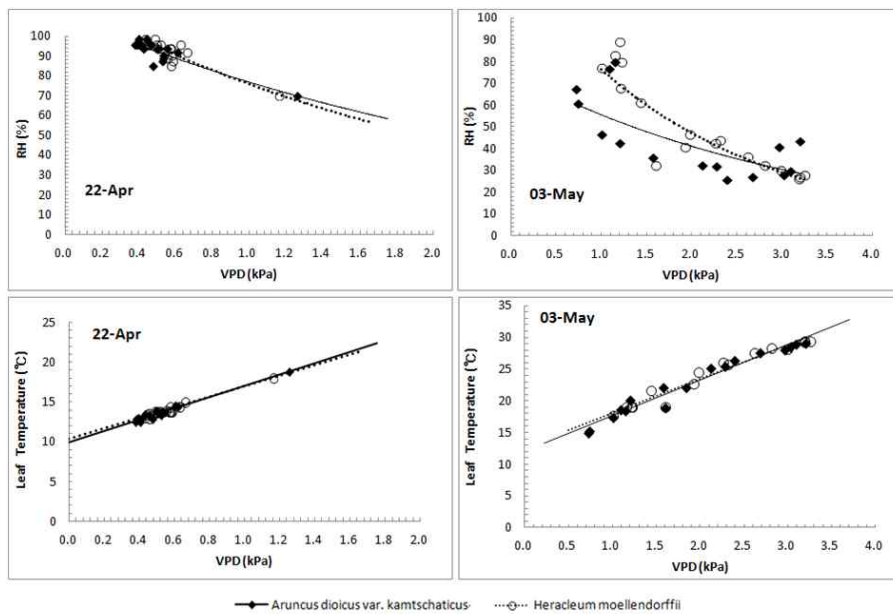 100
90
80
70
60
50
40
30
20
10
0
RH (%)
22-Apr
0.0 0.2 0.4 0.6 0.8 1.0 1.2 1.4 1.6 1.8 2.0
VPD (kPa)
100
90
80
70
60
50
40
30
20
10
0
RH (%)
03-May
0.0 0.5 1.0 1.5 2.0 2.5 3.0 3.5 4.0
VPD (kPa)
22-Apr
25
20
15
10
5
0
Leaf Temperature (°C)
0.0 0.2 0.4 0.6 0.8 1.0 1.2 1.4 1.6 1.8 2.0
VPD (kPa)
03-May
35
30
25
20
15
10
5
0
Leaf Temperature (°C)
0.0 0.5 1.0 1.5 2.0 2.5 3.0 3.5 4.0
VPD (kPa)
Aruncus dioicus var. kamtschaticus
Heracleum moellendorffii